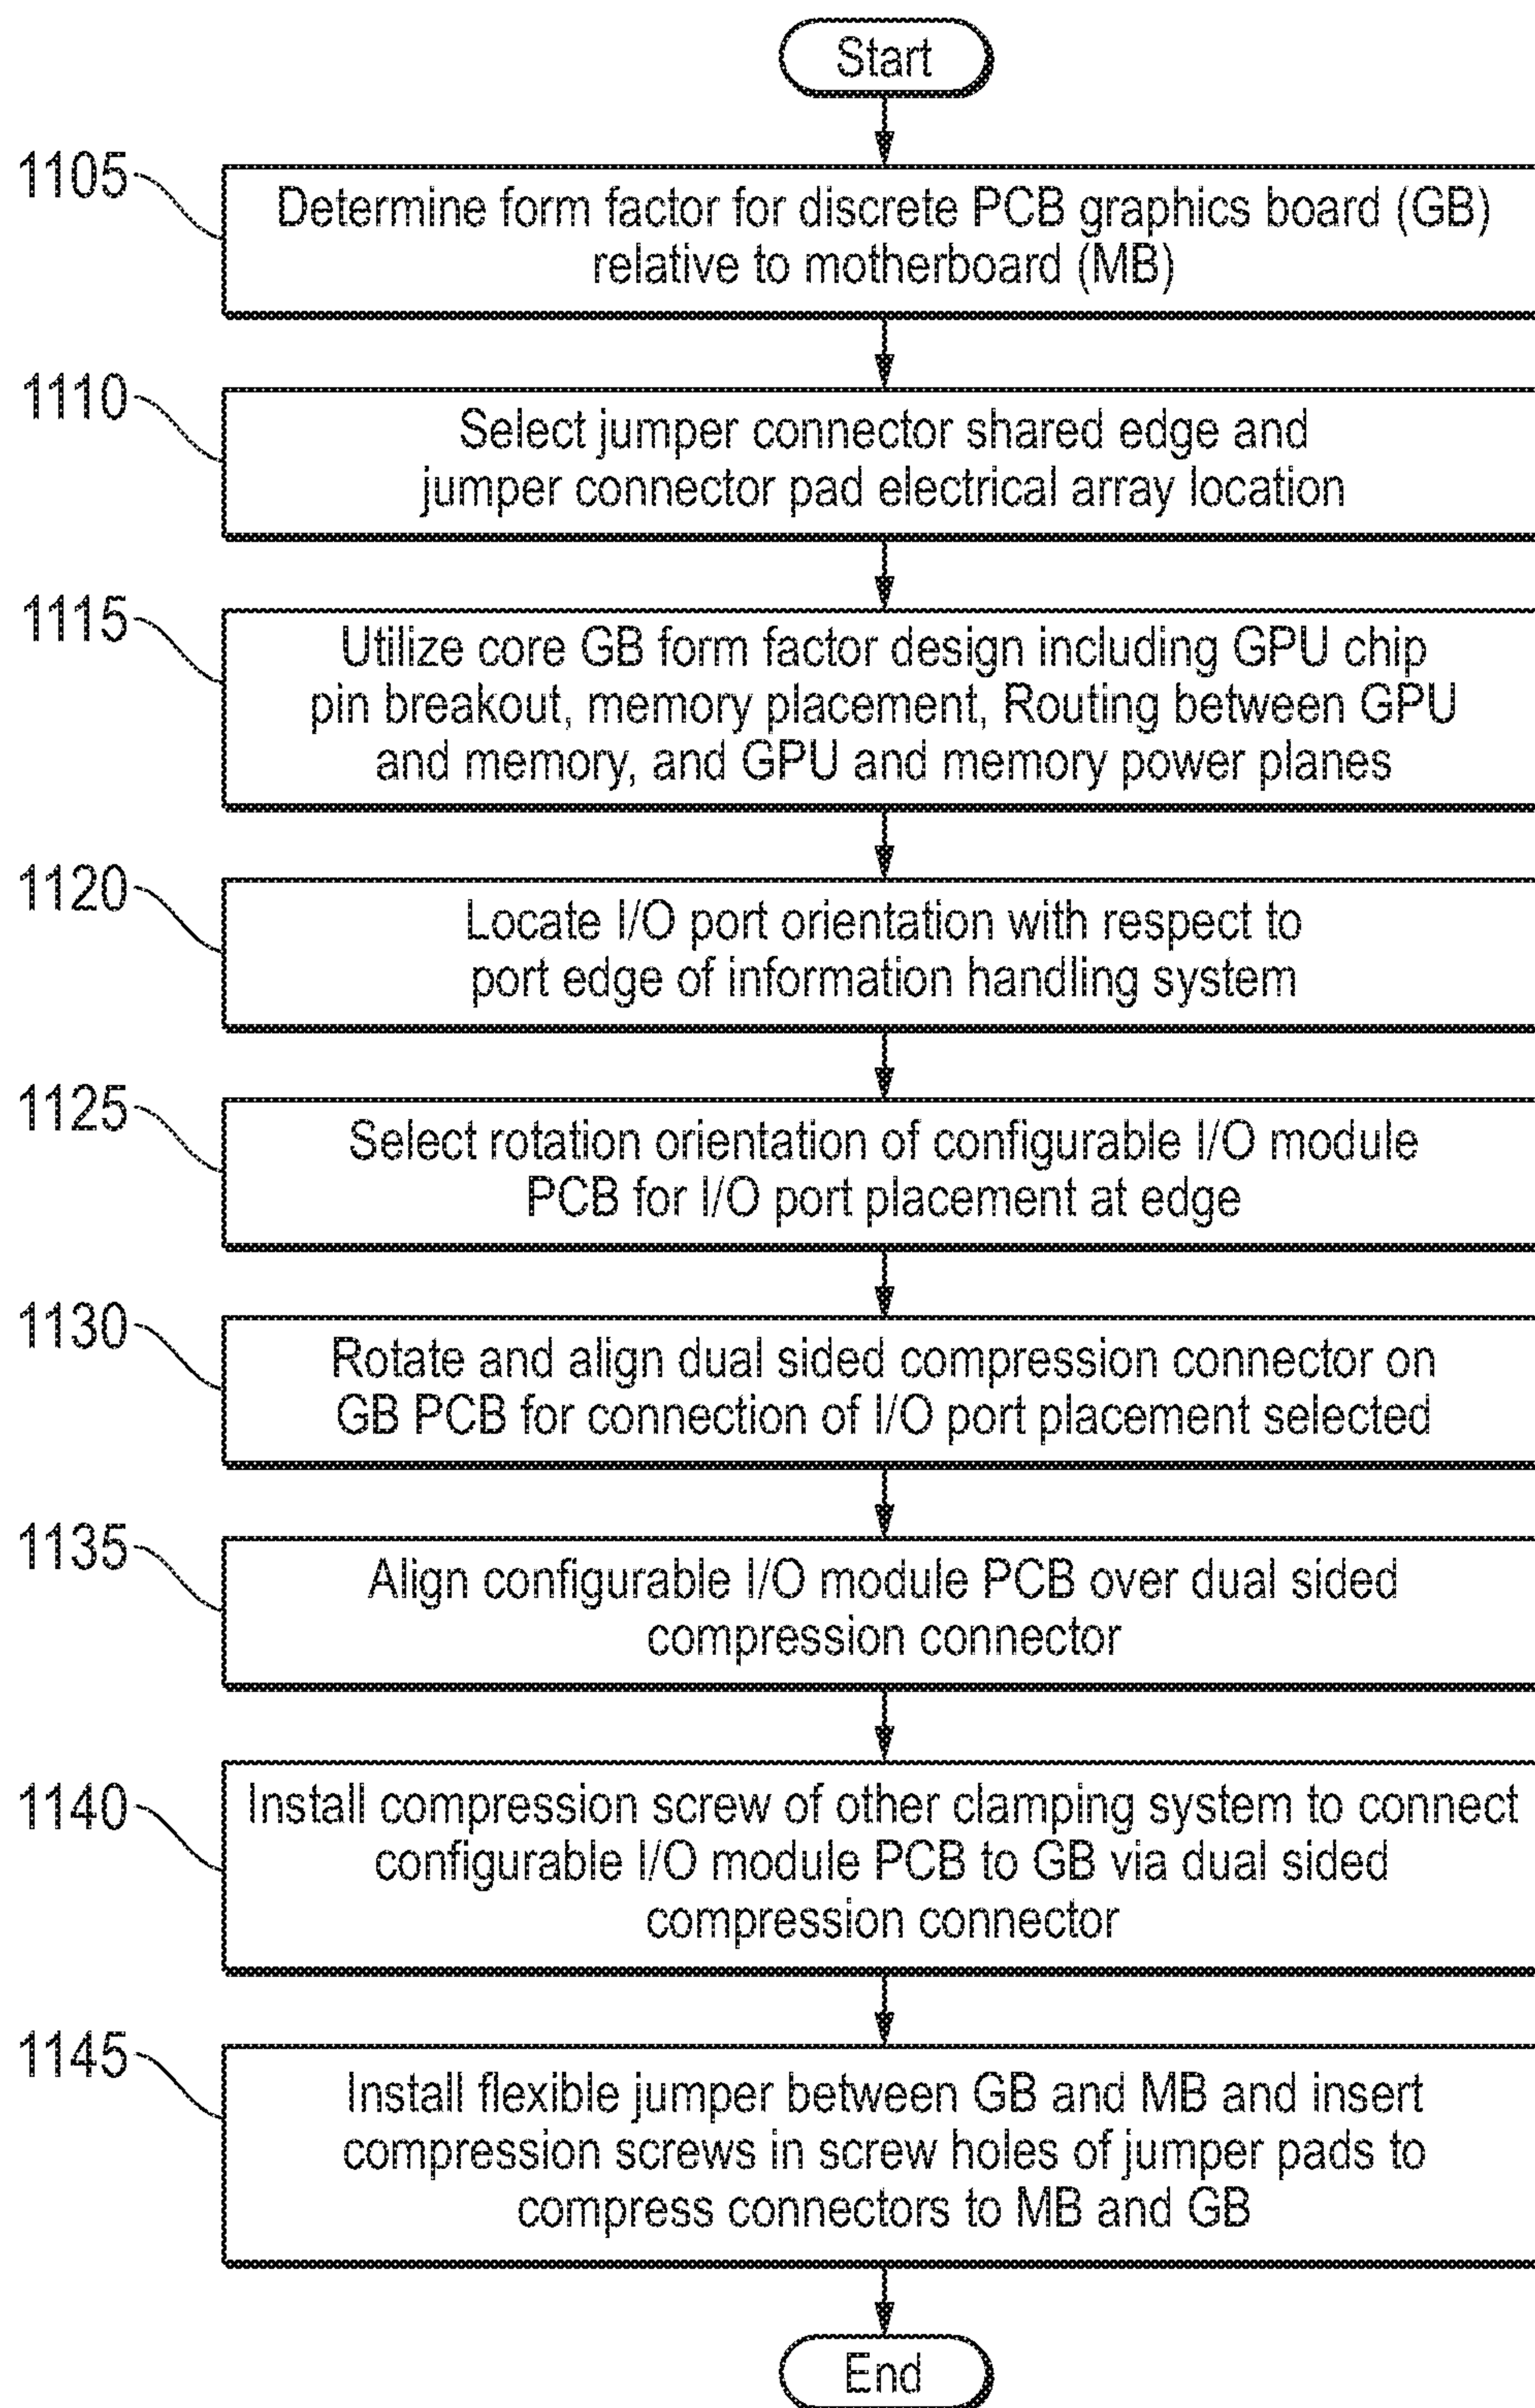 Start
1105
Determine form factor for discrete PCB graphics board (GB)
relative to motherboard (MB)
1110
Select jumper connector shared edge and
jumper connector pad electrical array location
1115
Utilize core GB form factor design including GPU chip
pin breakout, memory placement, Routing between GPU
and memory, and GPU and memory power planes
1120
Locate I/O port orientation with respect to
port edge of information handling system
1125
Select rotation orientation of configurable I/O module
PCB for I/O port placement at edge
1130
Rotate and align dual sided compression connector on
GB PCB for connection of I/O port placement selected
1135
Align configurable I/O module PCB over dual sided
compression connector
1140
Install compression screw of other clamping system to connect
configurable I/O module PCB to GB via dual sided
compression connector
1145
Install flexible jumper between GB and MB and insert
compression screws in screw holes of jumper pads to
compress connectors to MB and GB
End